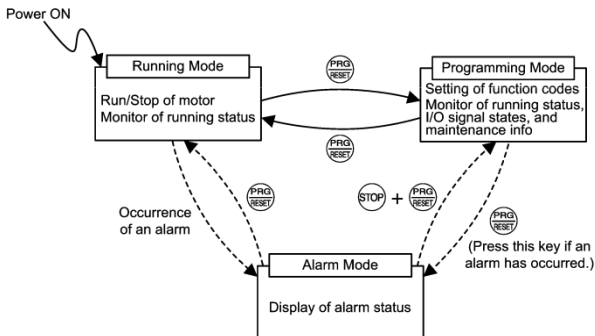 Power ON
Running Mode
Run/Stop of motor
Monitor of running status
PRG
RESET
PRG
RESET
Programming Mode
Setting of function codes
Monitor of running status,
I/O signal states, and
maintenance info
Occurrence
of an alarm
PRG
RESET
STOP + PRG
RESET
PRG
RESET
(Press this key if an
alarm has occurred.)
Alarm Mode
Display of alarm status